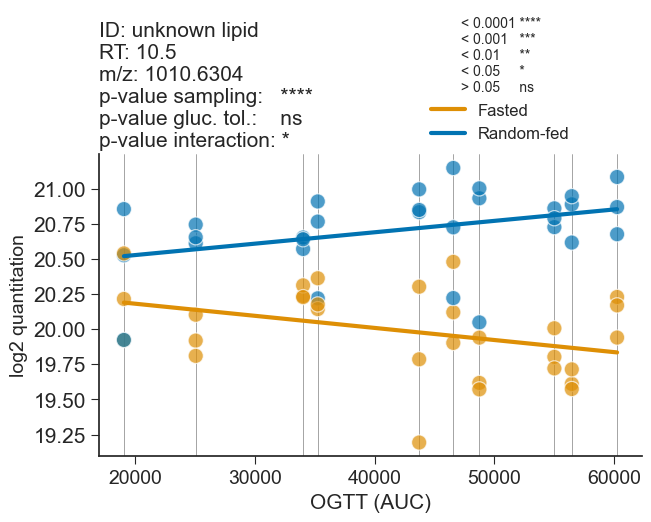 ID: unknown lipid
RT: 10.5
m/z: 1010.6304
p-value sampling: ****
p-value gluc. tol.: ns
p-value interaction: *
< 0.0001 ****
< 0.001 ***
< 0.01 **
< 0.05 *
> 0.05 ns
Fasted
Random-fed
log2 quantitation
21.00
20.75
20.50
20.25
20.00
19.75
19.50
19.25
20000 30000 40000 50000 60000
OGTT (AUC)